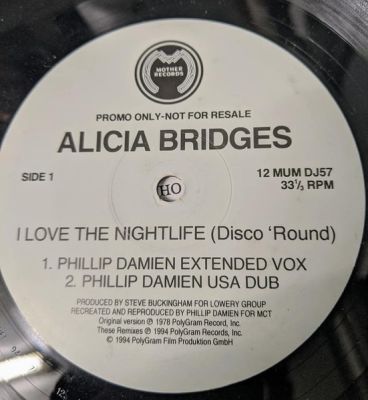 MOTHER
RECORDS
PROMO ONLY-NOT FOR RESALE
ALICIA BRIDGES
SIDE 1
12 MUM DJ57
33⅓ RPM
HO
I LOVE THE NIGHTLIFE (Disco 'Round)
1. PHILLIP DAMIEN EXTENDED VOX
2. PHILLIP DAMIEN USA DUB
PRODUCED BY STEVE BUCKINGHAM FOR LOWERY GROUP
RECREATED AND REPRODUCED BY PHILLIP DAMIEN FOR MCT
Original version ℗ 1978 PolyGram Records, Inc.
These Remixes ℗ 1994 PolyGram Records, Inc.
© 1994 PolyGram Film Produktion GmbH